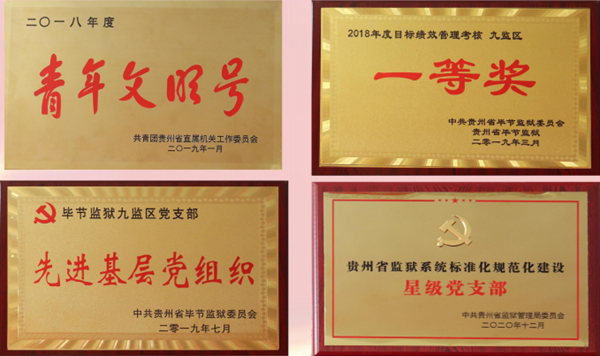 二〇一八年度
青年文明号
共青团贵州省直属机关工作委员会
二〇一九年一月
2018年度目标绩效管理考核 九监区
一等奖
中共贵州省毕节监狱委员会
贵州省毕节监狱
二零一九年三月
毕节监狱九监区党支部
先进基层党组织
中共贵州省毕节监狱委员会
二零一九年七月
贵州省监狱系统标准化规范化建设
星级党支部
中共贵州省监狱管理局委员会
二〇二〇年十二月